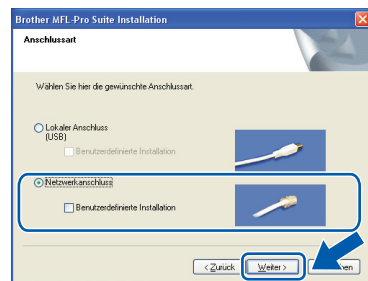 Brother MFL-Pro Suite Installation
Anschlussart
Wählen Sie hier die gewünschte Anschlussart.
Lokaler Anschluss
(USB)
Benutzerdefinierte Installation
Netzwerkanschluss
Benutzerdefinierte Installation
< Zurück Weiter >